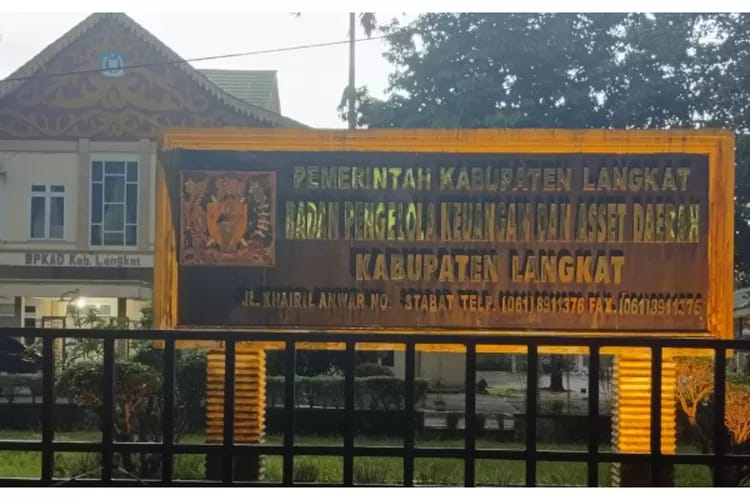 PEMERINTAH KABUPATEN LANGKAT
BADAN PENGELOLA KEUANGAN DAN ASSET DAERAH
KABUPATEN LANGKAT
JL. KHAIRIL ANWAR NO. STABAT TELP. (061) 8911376 FAX. (061)8911376
BPKAD Kab. Langkat